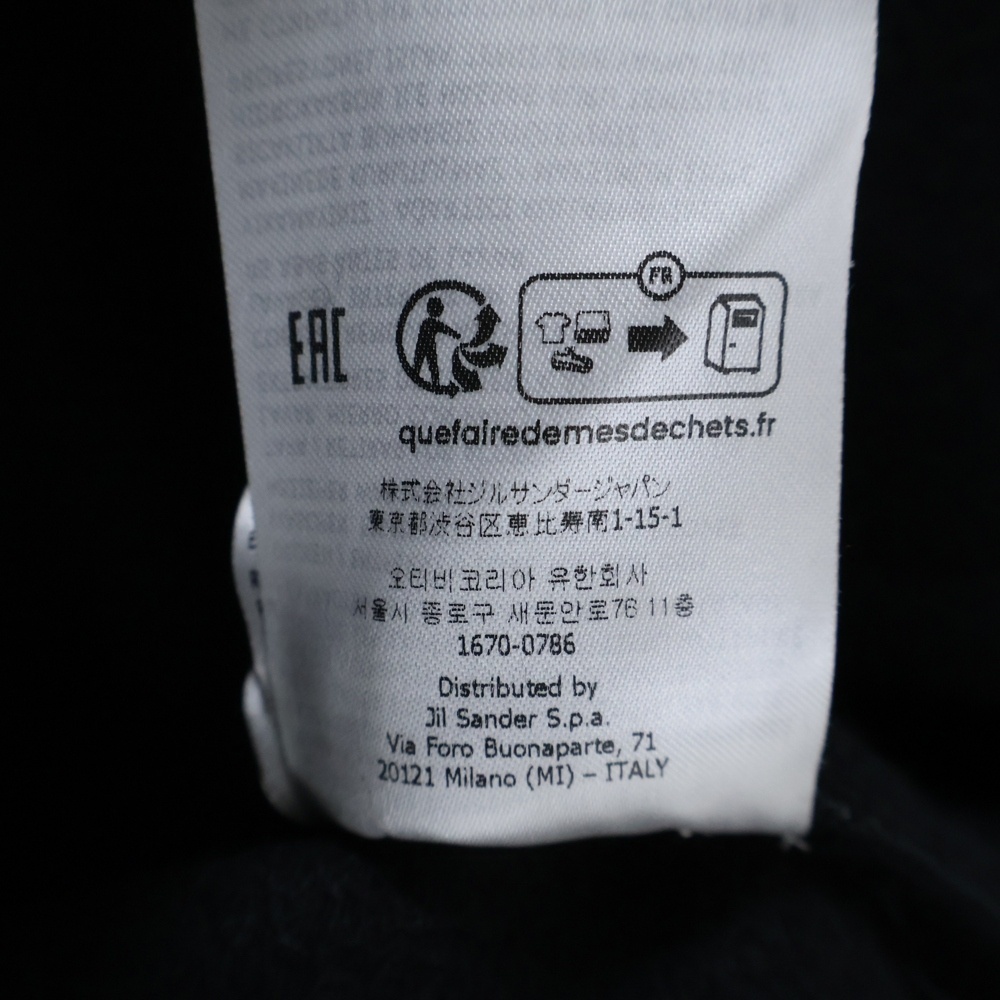 FR
EAC
quefairedemesdechets.fr
株式会社ジルサンダージャパン
東京都渋谷区恵比寿南1-15-1
오티비코리아 유한회사
서울시 종로구 새문안로76 11층
1670-0786
Distributed by
Jil Sander S.p.a.
Via Foro Buonaparte, 71
20121 Milano (MI) – ITALY